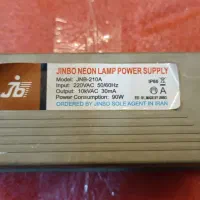 Jb
JINBO NEON LAMP POWER SUPPLY
Model: JNB-210A
Input: 220VAC 50/60Hz
Output: 10kVAC 30mA
Power Consumption: 90W
ORDERED BY JINBO SOLE AGENT IN IRAN